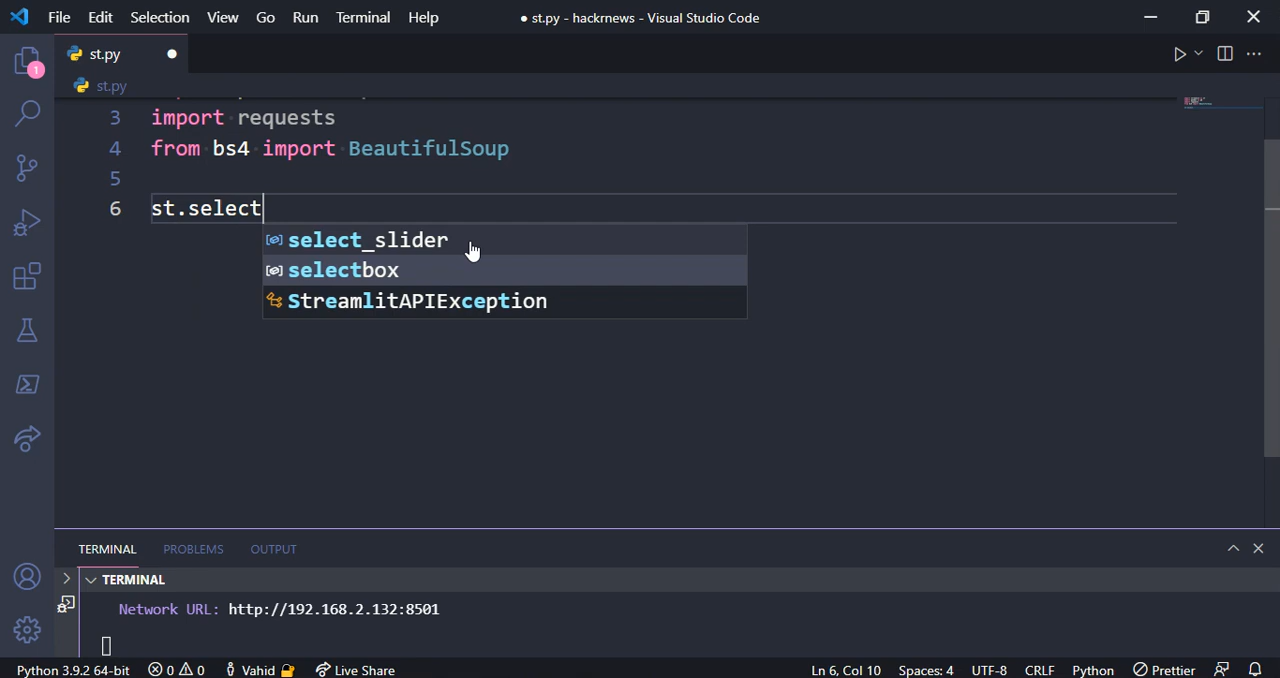 File Edit Selection View Go Run Terminal Help
● st.py - hackrnews - Visual Studio Code
1
st.py
st.py
3 import requests
4 from bs4 import BeautifulSoup
5
6 st.select
select_slider
selectbox
StreamlitAPIException
TERMINAL PROBLEMS OUTPUT
TERMINAL
Network URL: http://192.168.2.132:8501
Python 3.9.2 64-bit 0 0 Vahid Live Share Ln 6, Col 10 Spaces: 4 UTF-8 CRLF Python Prettier